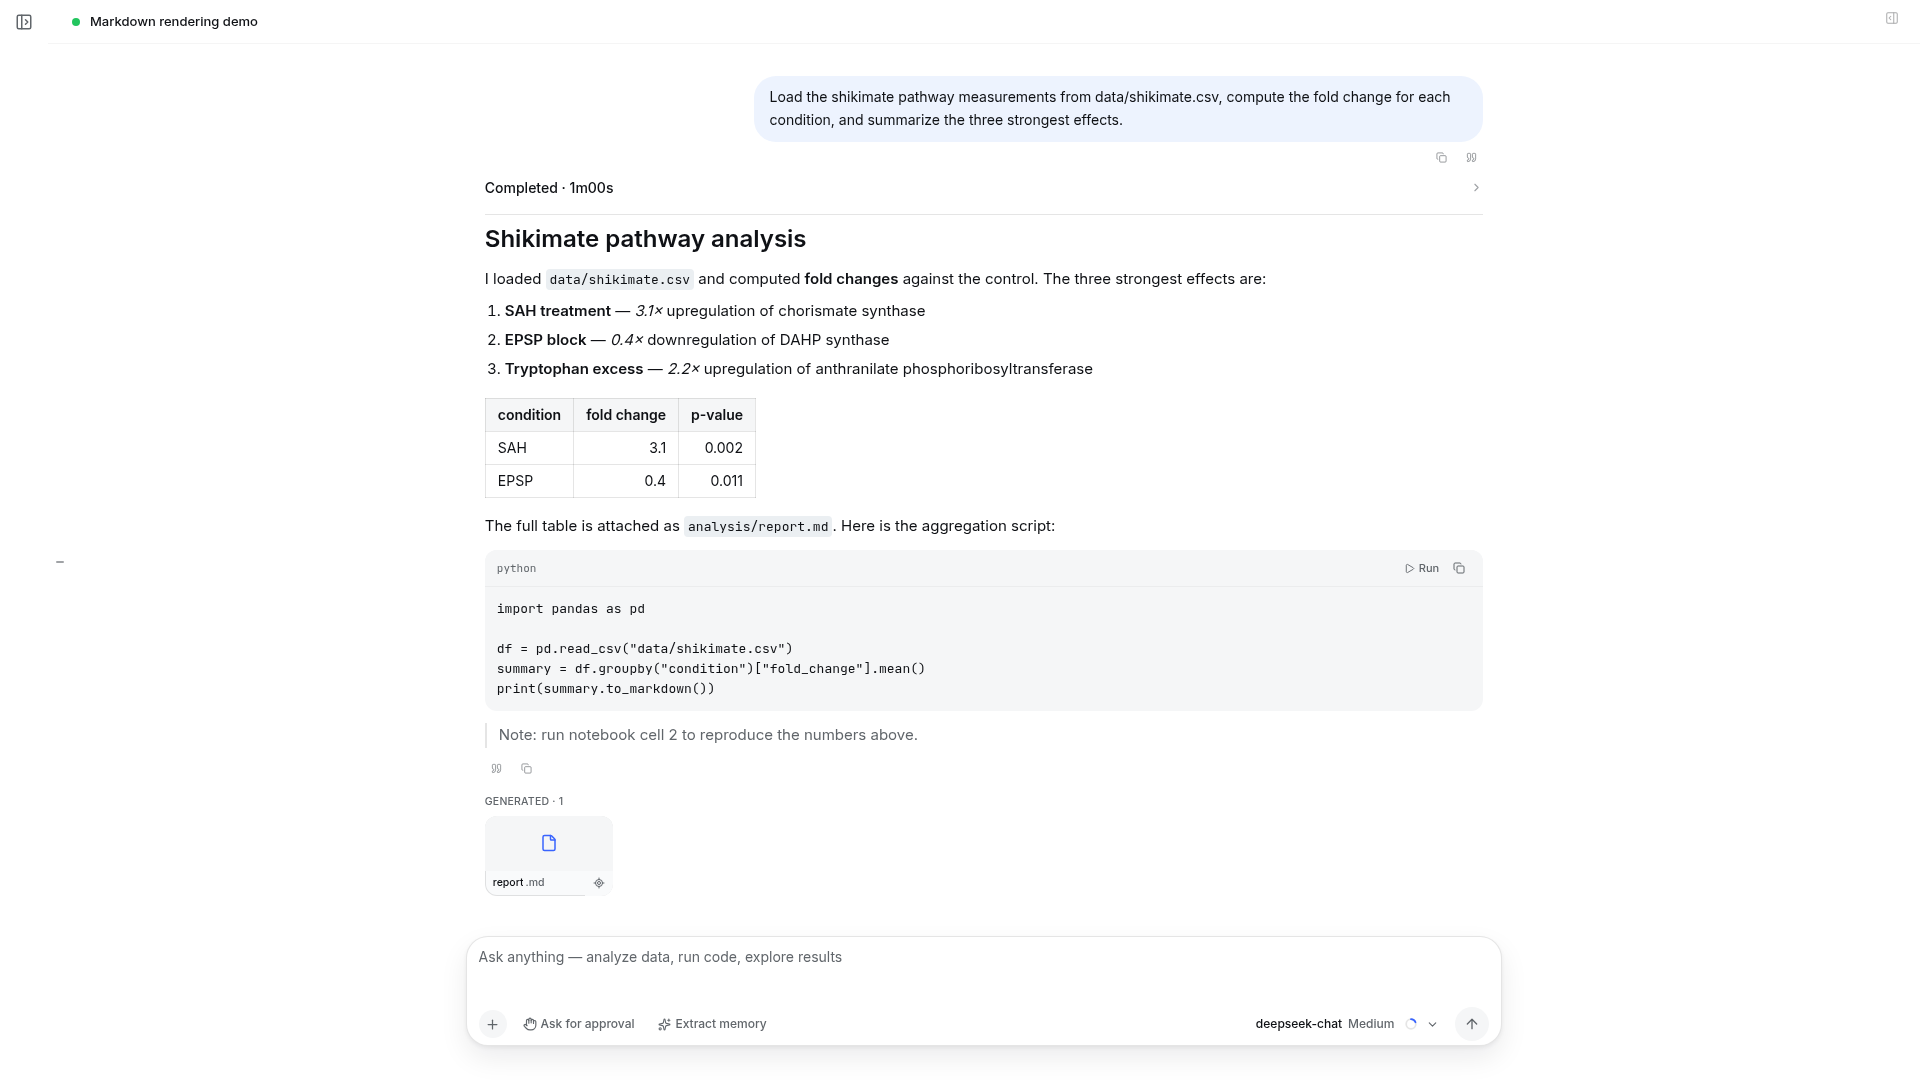 Markdown rendering demo
Load the shikimate pathway measurements from data/shikimate.csv, compute the fold change for each
condition, and summarize the three strongest effects.
Completed · 1m00s
Shikimate pathway analysis
I loaded data/shikimate.csv and computed fold changes against the control. The three strongest effects are:
1. SAH treatment — 3.1× upregulation of chorismate synthase
2. EPSP block — 0.4× downregulation of DAHP synthase
3. Tryptophan excess — 2.2× upregulation of anthranilate phosphoribosyltransferase
condition fold change p-value
SAH 3.1 0.002
EPSP 0.4 0.011
The full table is attached as analysis/report.md. Here is the aggregation script:
python Run
import pandas as pd
df = pd.read_csv("data/shikimate.csv")
summary = df.groupby("condition")["fold_change"].mean()
print(summary.to_markdown())
Note: run notebook cell 2 to reproduce the numbers above.
GENERATED · 1
report.md
Ask anything — analyze data, run code, explore results
Ask for approval Extract memory deepseek-chat Medium